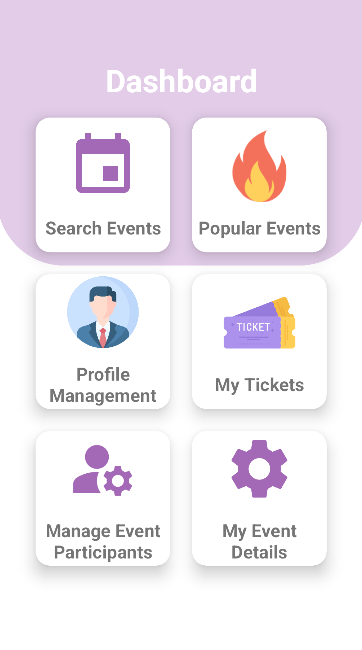 Dashboard
Search Events
Popular Events
Profile
Management
TICKET
My Tickets
Manage Event
Participants
My Event
Details